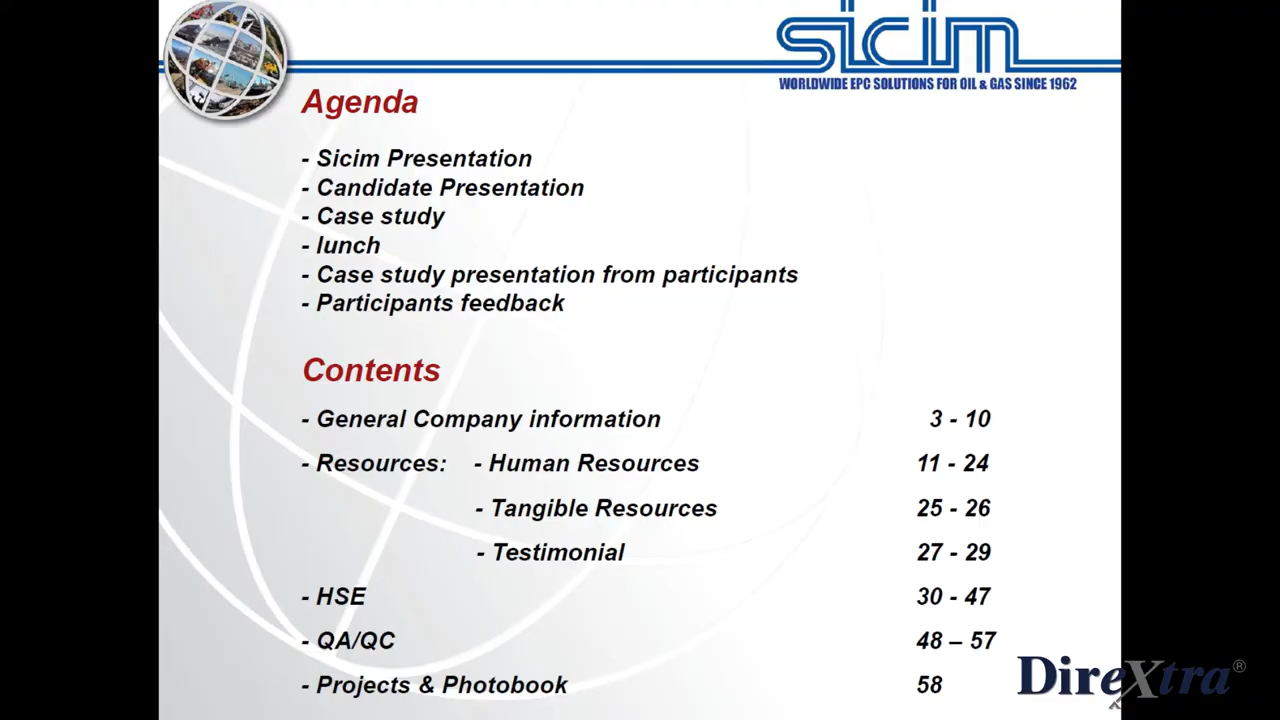 sicim
WORLDWIDE EPC SOLUTIONS FOR OIL & GAS SINCE 1962
Agenda
- Sicim Presentation
- Candidate Presentation
- Case study
- lunch
- Case study presentation from participants
- Participants feedback
Contents
- General Company information 3 - 10
- Resources: - Human Resources 11 - 24
- Tangible Resources 25 - 26
- Testimonial 27 - 29
- HSE 30 - 47
- QA/QC 48 – 57
- Projects & Photobook 58
DireXtra®